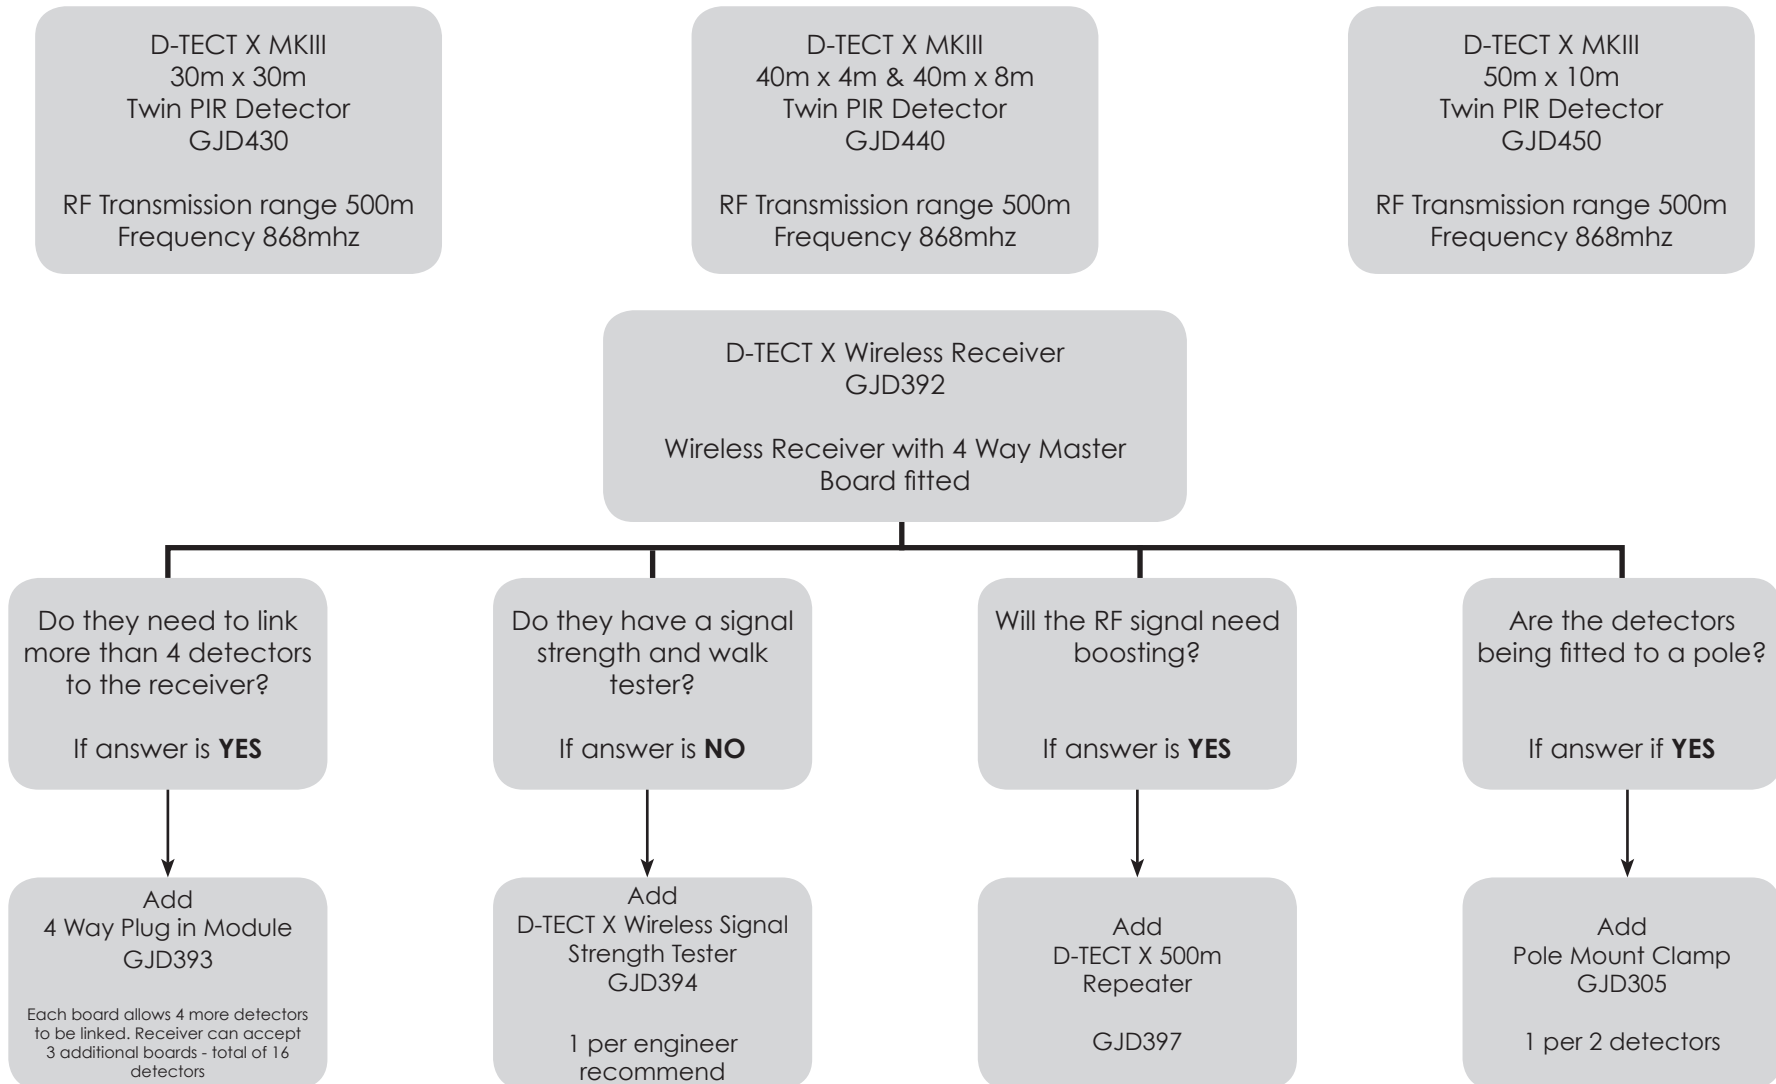 D-TECT X MKIII
30m x 30m
Twin PIR Detector
GJD430
RF Transmission range 500m
Frequency 868mhz
D-TECT X MKIII
40m x 4m & 40m x 8m
Twin PIR Detector
GJD440
RF Transmission range 500m
Frequency 868mhz
D-TECT X MKIII
50m x 10m
Twin PIR Detector
GJD450
RF Transmission range 500m
Frequency 868mhz
D-TECT X Wireless Receiver
GJD392
Wireless Receiver with 4 Way Master
Board fitted
Do they need to link
more than 4 detectors
to the receiver?
If answer is YES
Do they have a signal
strength and walk
tester?
If answer is NO
Will the RF signal need
boosting?
If answer is YES
Are the detectors
being fitted to a pole?
If answer if YES
Add
4 Way Plug in Module
GJD393
Each board allows 4 more detectors
to be linked. Receiver can accept
3 additional boards - total of 16
detectors
Add
D-TECT X Wireless Signal
Strength Tester
GJD394
1 per engineer
recommend
Add
D-TECT X 500m
Repeater
GJD397
Add
Pole Mount Clamp
GJD305
1 per 2 detectors